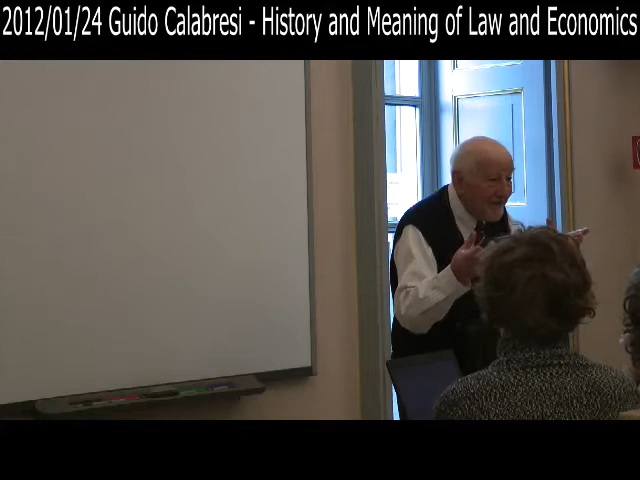 2012/01/24 Guido Calabresi - History and Meaning of Law and Economics